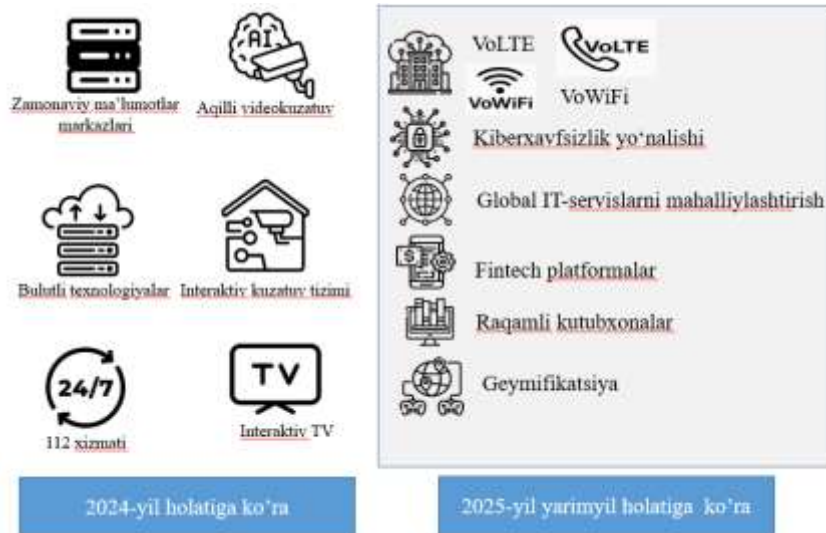 AI
Zamonaviy ma'lumotlar
markazlari
Aqilli videokuzatuv
Bulutli texnologiyalar
Interaktiv kuzatuv tizimi
24/7
112 xizmati
TV
Interaktiv TV
2024-yil holatiga ko'ra
VoLTE
VoLTE
VoWiFi
VoWiFi
Kiberxavfsizlik yo'nalishi
Global IT-servislarni mahalliylashtirish
$
Fintech platformalar
Raqamli kutubxonalar
Geymifikatsiya
2025-yil yarimyil holatiga ko'ra